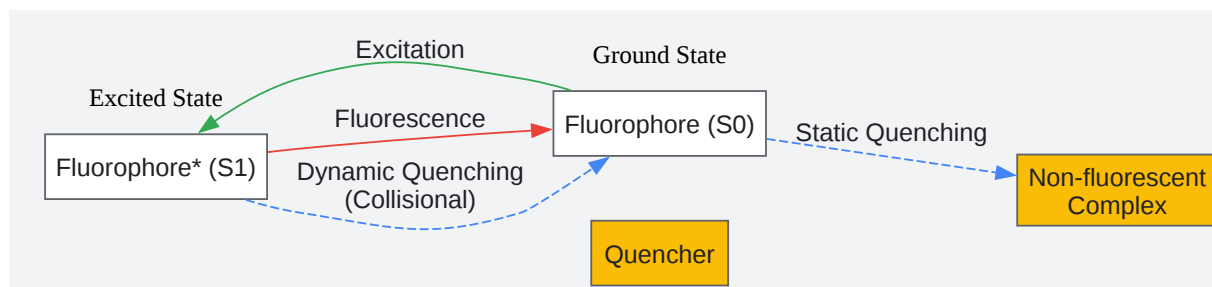 Excitation
Ground State
Excited State
Fluorescence
Fluorophore (S0)
Static Quenching
Fluorophore* (S1)
Dynamic Quenching
(Collisional)
Non-fluorescent
Complex
Quencher